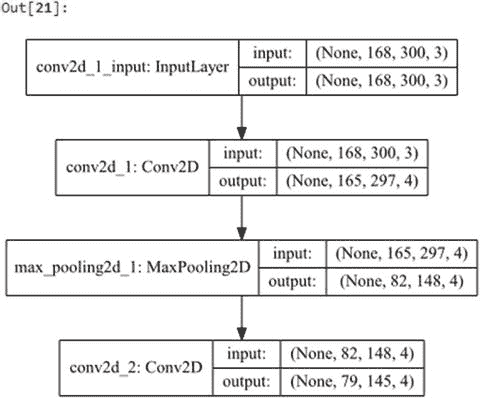 Out[21]:
conv2d_1_input: InputLayer
input: (None, 168, 300, 3)
output: (None, 168, 300, 3)
conv2d_1: Conv2D
input: (None, 168, 300, 3)
output: (None, 165, 297, 4)
max_pooling2d_1: MaxPooling2D
input: (None, 165, 297, 4)
output: (None, 82, 148, 4)
conv2d_2: Conv2D
input: (None, 82, 148, 4)
output: (None, 79, 145, 4)